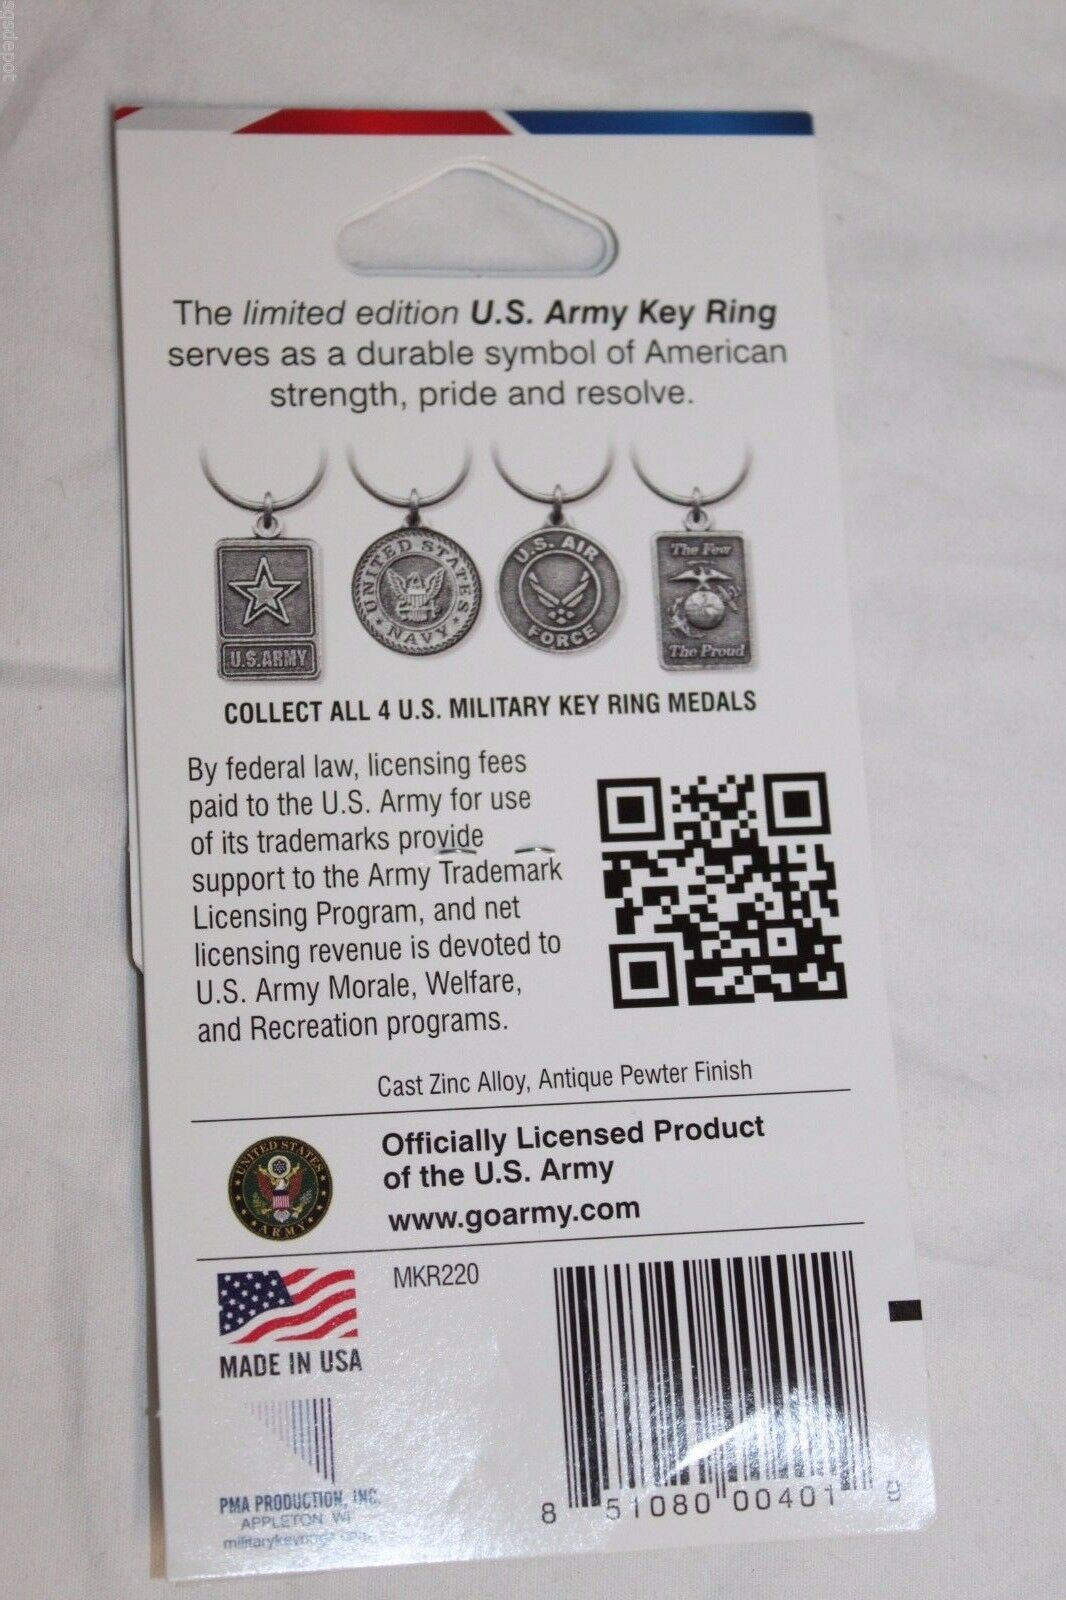 sgsdepot
The limited edition U.S. Army Key Ring
serves as a durable symbol of American
strength, pride and resolve.
U.S.ARMY
UNITED STATES NAVY
U.S. AIR FORCE
The Few
The Proud
COLLECT ALL 4 U.S. MILITARY KEY RING MEDALS
By federal law, licensing fees
paid to the U.S. Army for use
of its trademarks provide
support to the Army Trademark
Licensing Program, and net
licensing revenue is devoted to
U.S. Army Morale, Welfare,
and Recreation programs.
Cast Zinc Alloy, Antique Pewter Finish
UNITED STATES ARMY
Officially Licensed Product
of the U.S. Army
www.goarmy.com
MKR220
MADE IN USA
PMA PRODUCTION, INC.
APPLETON WI
8 51080 00401